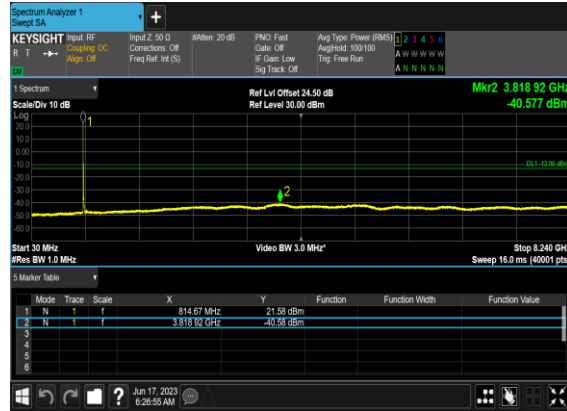 Spectrum Analyzer 1
Swept SA
+
KEYSIGHT Input: RF Input Z: 50 Ω #Atten: 20 dB PNO: Fast Avg Type: Power (RMS) 1 2 3 4 5 6
R T Coupling: DC Corrections: Off Gate: Off Avg|Hold: 100/100 A W W W W W
Align: Off Freq Ref: Int (S) IF Gain: Low Trig: Free Run
Sig Track: Off A N N N N N
1 Spectrum Ref Lvl Offset 24.50 dB Mkr2 3.818 92 GHz
Scale/Div 10 dB Ref Level 30.00 dBm -40.577 dBm
Log
1
20.0
10.0
0.00
-10.0
DL1 -13.00 dBm
-20.0
-30.0
2
-40.0
-50.0
-60.0
Start 30 MHz Video BW 3.0 MHz* Stop 8.240 GHz
#Res BW 1.0 MHz Sweep 16.0 ms (40001 pts)
5 Marker Table
Mode Trace Scale X Y Function Function Width Function Value
1 N 1 f 814.67 MHz 21.58 dBm
2 N 1 f 3.818 92 GHz -40.58 dBm
3
4
5
6
? Jun 17, 2023
6:26:55 AM